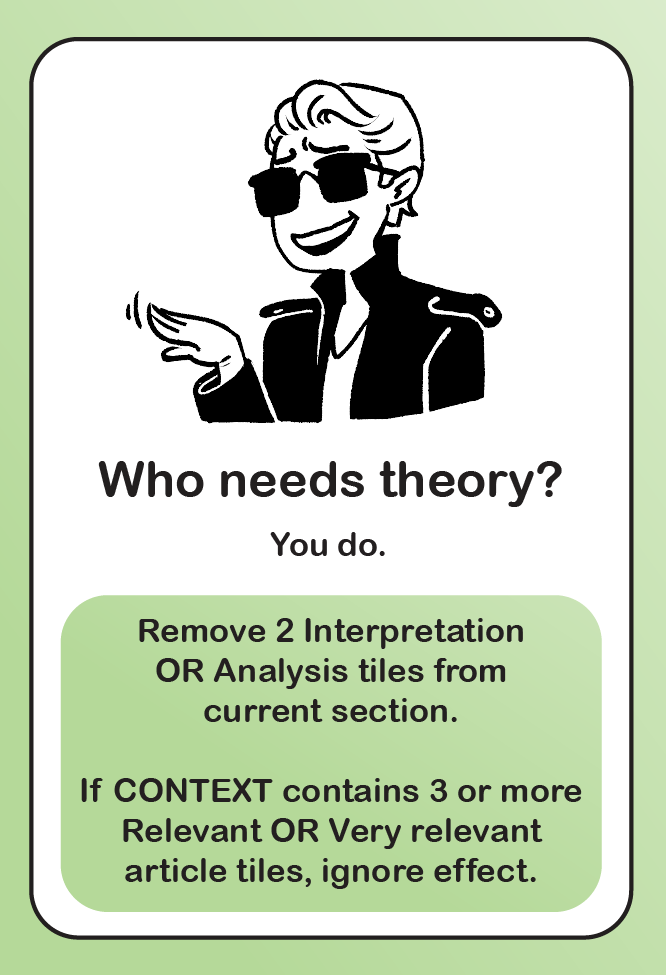 Who needs theory?
You do.
Remove 2 Interpretation
OR Analysis tiles from
current section.
If CONTEXT contains 3 or more
Relevant OR Very relevant
article tiles, ignore effect.